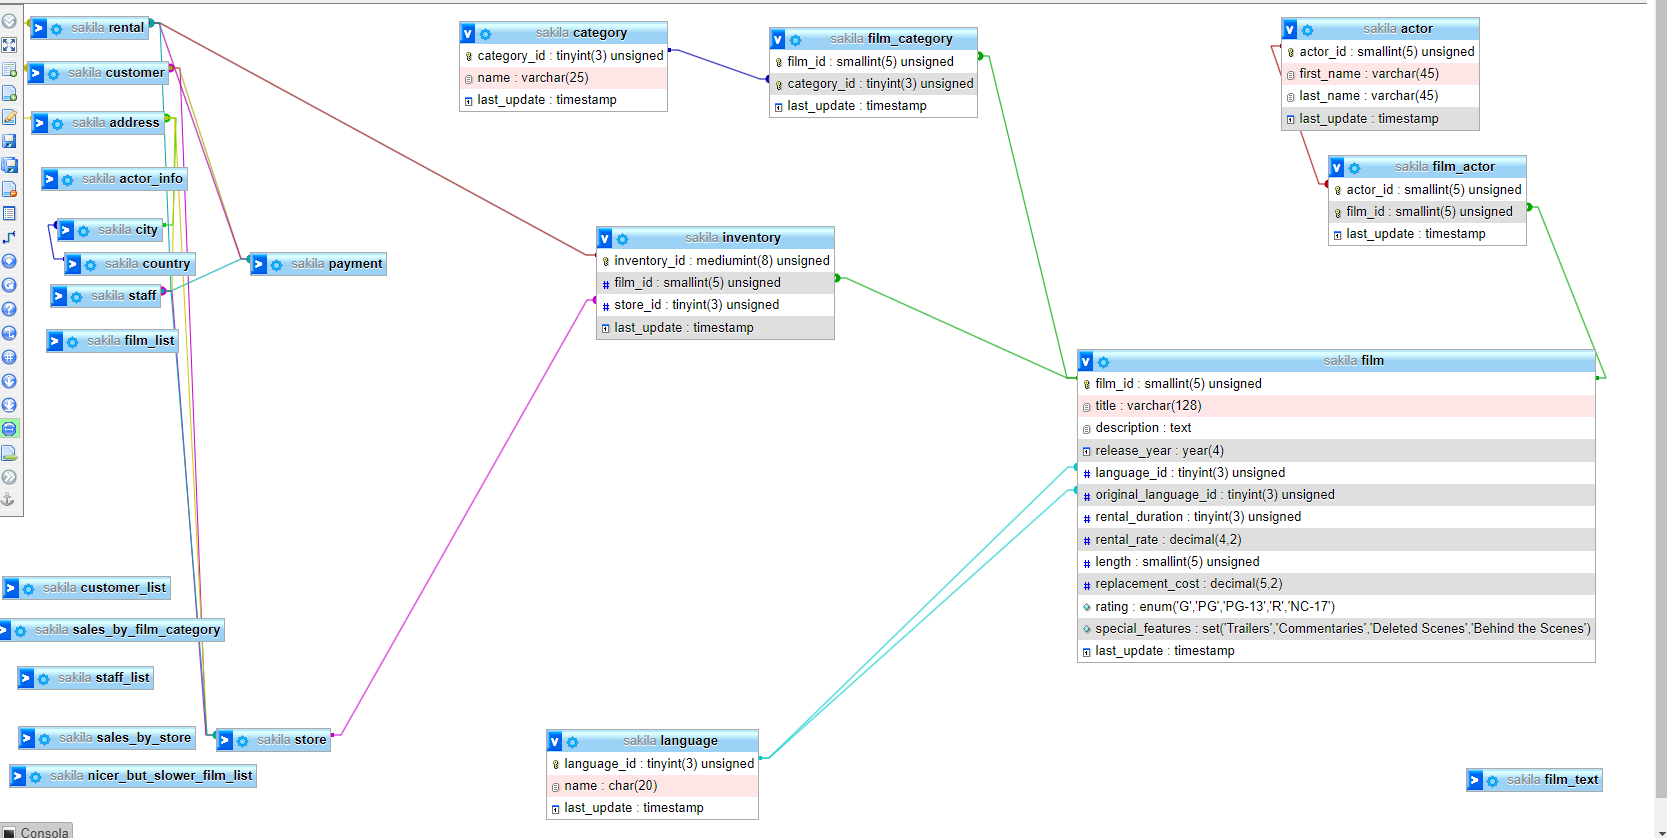 sakila rental
sakila customer
sakila address
sakila actor_info
sakila city
sakila country
sakila staff
sakila film_list
sakila payment
sakila customer_list
sakila sales_by_film_category
sakila staff_list
sakila sales_by_store
sakila nicer_but_slower_film_list
sakila store
sakila category
category_id : tinyint(3) unsigned
name : varchar(25)
last_update : timestamp
sakila film_category
film_id : smallint(5) unsigned
category_id : tinyint(3) unsigned
last_update : timestamp
sakila actor
actor_id : smallint(5) unsigned
first_name : varchar(45)
last_name : varchar(45)
last_update : timestamp
sakila film_actor
actor_id : smallint(5) unsigned
film_id : smallint(5) unsigned
last_update : timestamp
sakila inventory
inventory_id : mediumint(8) unsigned
film_id : smallint(5) unsigned
store_id : tinyint(3) unsigned
last_update : timestamp
sakila film
film_id : smallint(5) unsigned
title : varchar(128)
description : text
release_year : year(4)
language_id : tinyint(3) unsigned
original_language_id : tinyint(3) unsigned
rental_duration : tinyint(3) unsigned
rental_rate : decimal(4,2)
length : smallint(5) unsigned
replacement_cost : decimal(5,2)
rating : enum('G','PG','PG-13','R','NC-17')
special_features : set('Trailers','Commentaries','Deleted Scenes','Behind the Scenes')
last_update : timestamp
sakila language
language_id : tinyint(3) unsigned
name : char(20)
last_update : timestamp
sakila film_text
Consola